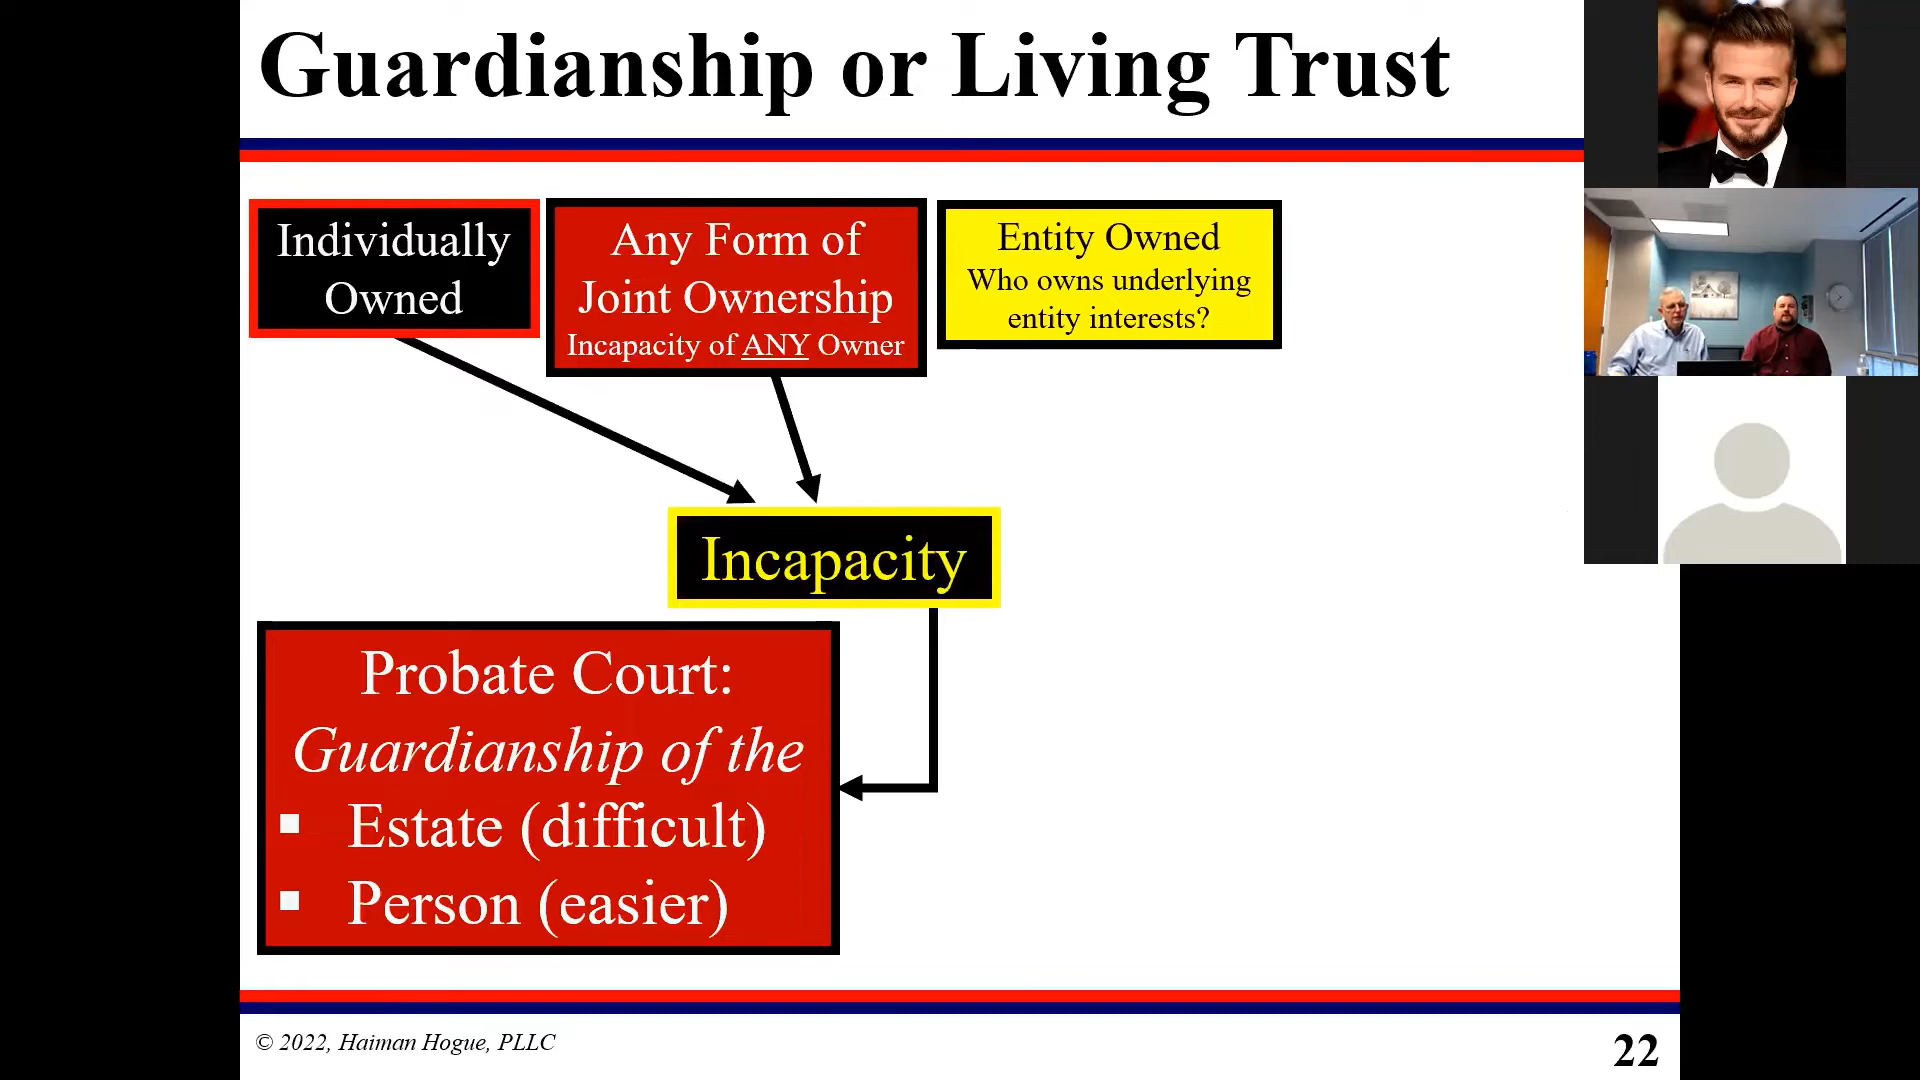 Guardianship or Living Trust
Individually
Owned
Any Form of
Joint Ownership
Incapacity of ANY Owner
Entity Owned
Who owns underlying
entity interests?
Incapacity
Probate Court:
Guardianship of the
▪ Estate (difficult)
▪ Person (easier)
© 2022, Haiman Hogue, PLLC
22